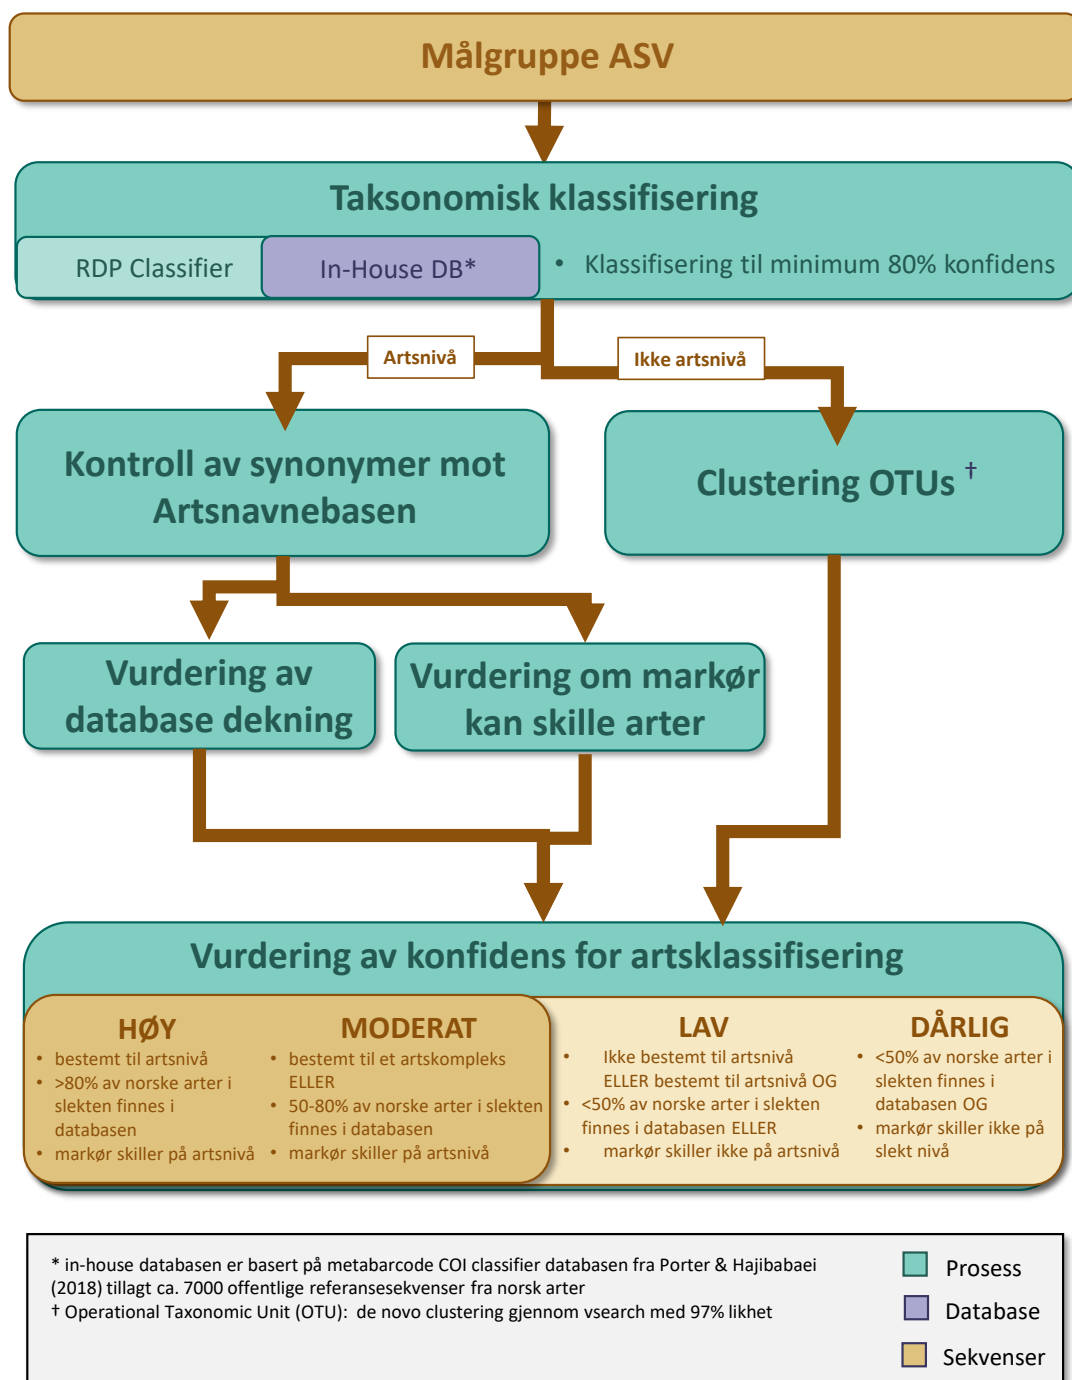 Målgruppe ASV
Taksonomisk klassifisering
RDP Classifier
In-House DB*
• Klassifisering til minimum 80% konfidens
Artsnivå
Ikke artsnivå
Kontroll av synonymer mot
Artsnavnebasen
Clustering OTUs †
Vurdering av
database dekning
Vurdering om markør
kan skille arter
Vurdering av konfidens for artsklassifisering
HØY
• bestemt til artsnivå
• >80% av norske arter i
slekten finnes i
databasen
• markør skiller på artsnivå
MODERAT
• bestemt til et artskompleks
ELLER
• 50-80% av norske arter i slekten
finnes i databasen
• markør skiller på artsnivå
LAV
• Ikke bestemt til artsnivå
ELLER bestemt til artsnivå OG
• <50% av norske arter i slekten
finnes i databasen ELLER
• markør skiller ikke på artsnivå
DÅRLIG
• <50% av norske arter i
slekten finnes i
databasen OG
• markør skiller ikke på
slekt nivå
* in-house databasen er basert på metabarcode COI classifier databasen fra Porter & Hajibabaei
(2018) tillagt ca. 7000 offentlige referansesekvenser fra norsk arter
† Operational Taxonomic Unit (OTU): de novo clustering gjennom vsearch med 97% likhet
Prosess
Database
Sekvenser